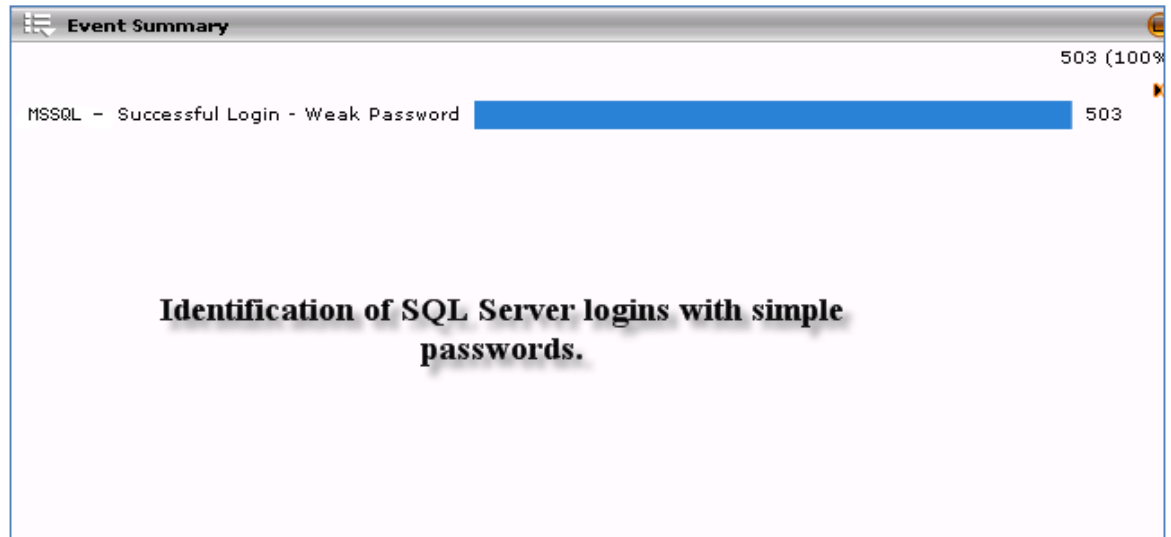 Event Summary
503 (100%
MSSQL - Successful Login - Weak Password 503
Identification of SQL Server logins with simple
passwords.